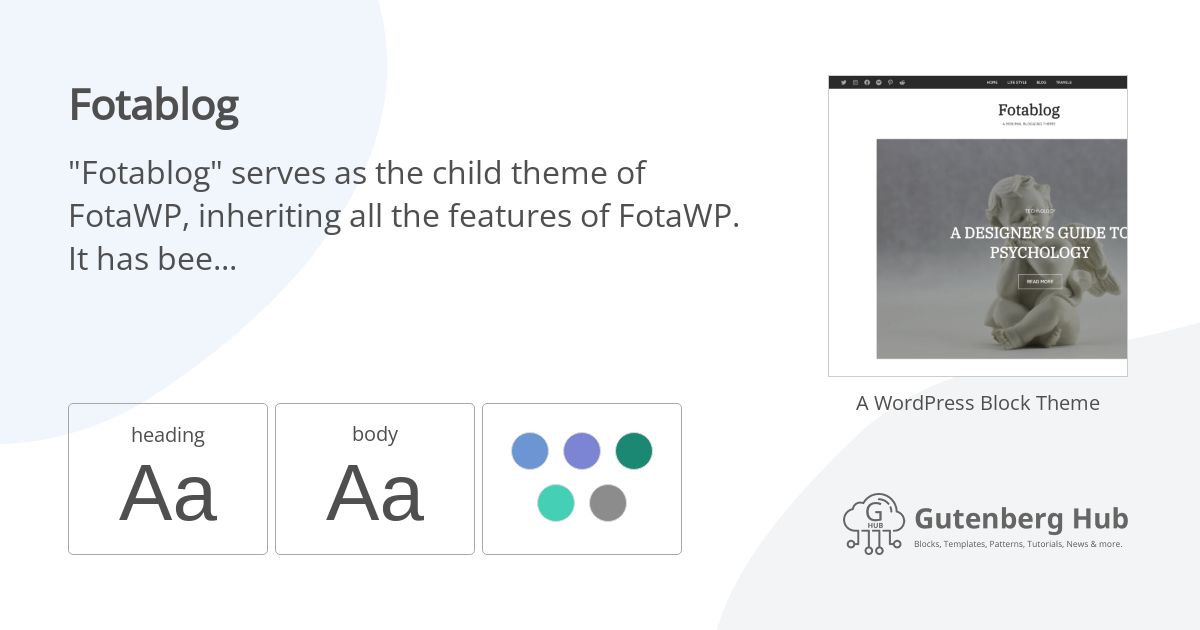 Fotablog
"Fotablog" serves as the child theme of
FotaWP, inheriting all the features of FotaWP.
It has bee...
heading
Aa
body
Aa
HOME LIFE STYLE BLOG TRAVELS
Fotablog
A MINIMAL BLOGGING THEME
TECHNOLOGY
A DESIGNER'S GUIDE TO
PSYCHOLOGY
READ MORE
A WordPress Block Theme
G
HUB
Gutenberg Hub
Blocks, Templates, Patterns, Tutorials, News & more.